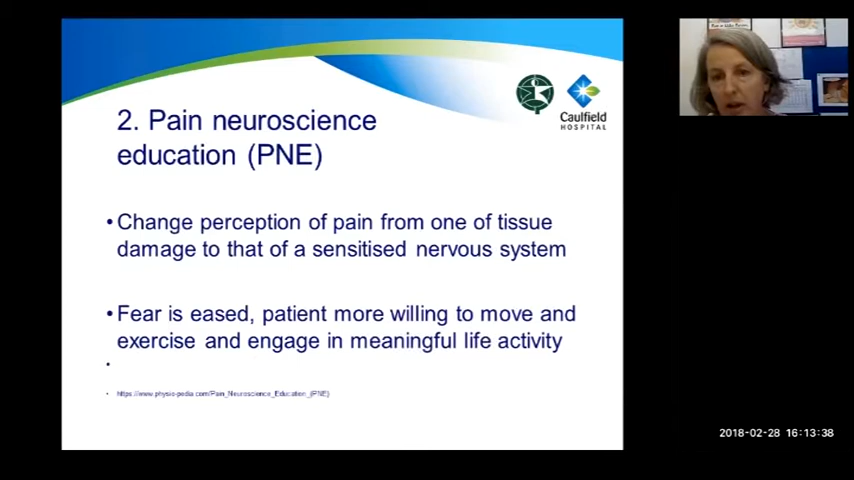 Caulfield
HOSPITAL
2. Pain neuroscience
education (PNE)
•Change perception of pain from one of tissue
damage to that of a sensitised nervous system
•Fear is eased, patient more willing to move and
exercise and engage in meaningful life activity
•
• https://www.physio-pedia.com/Pain_Neuroscience_Education_(PNE)
2018-02-28 16:13:38